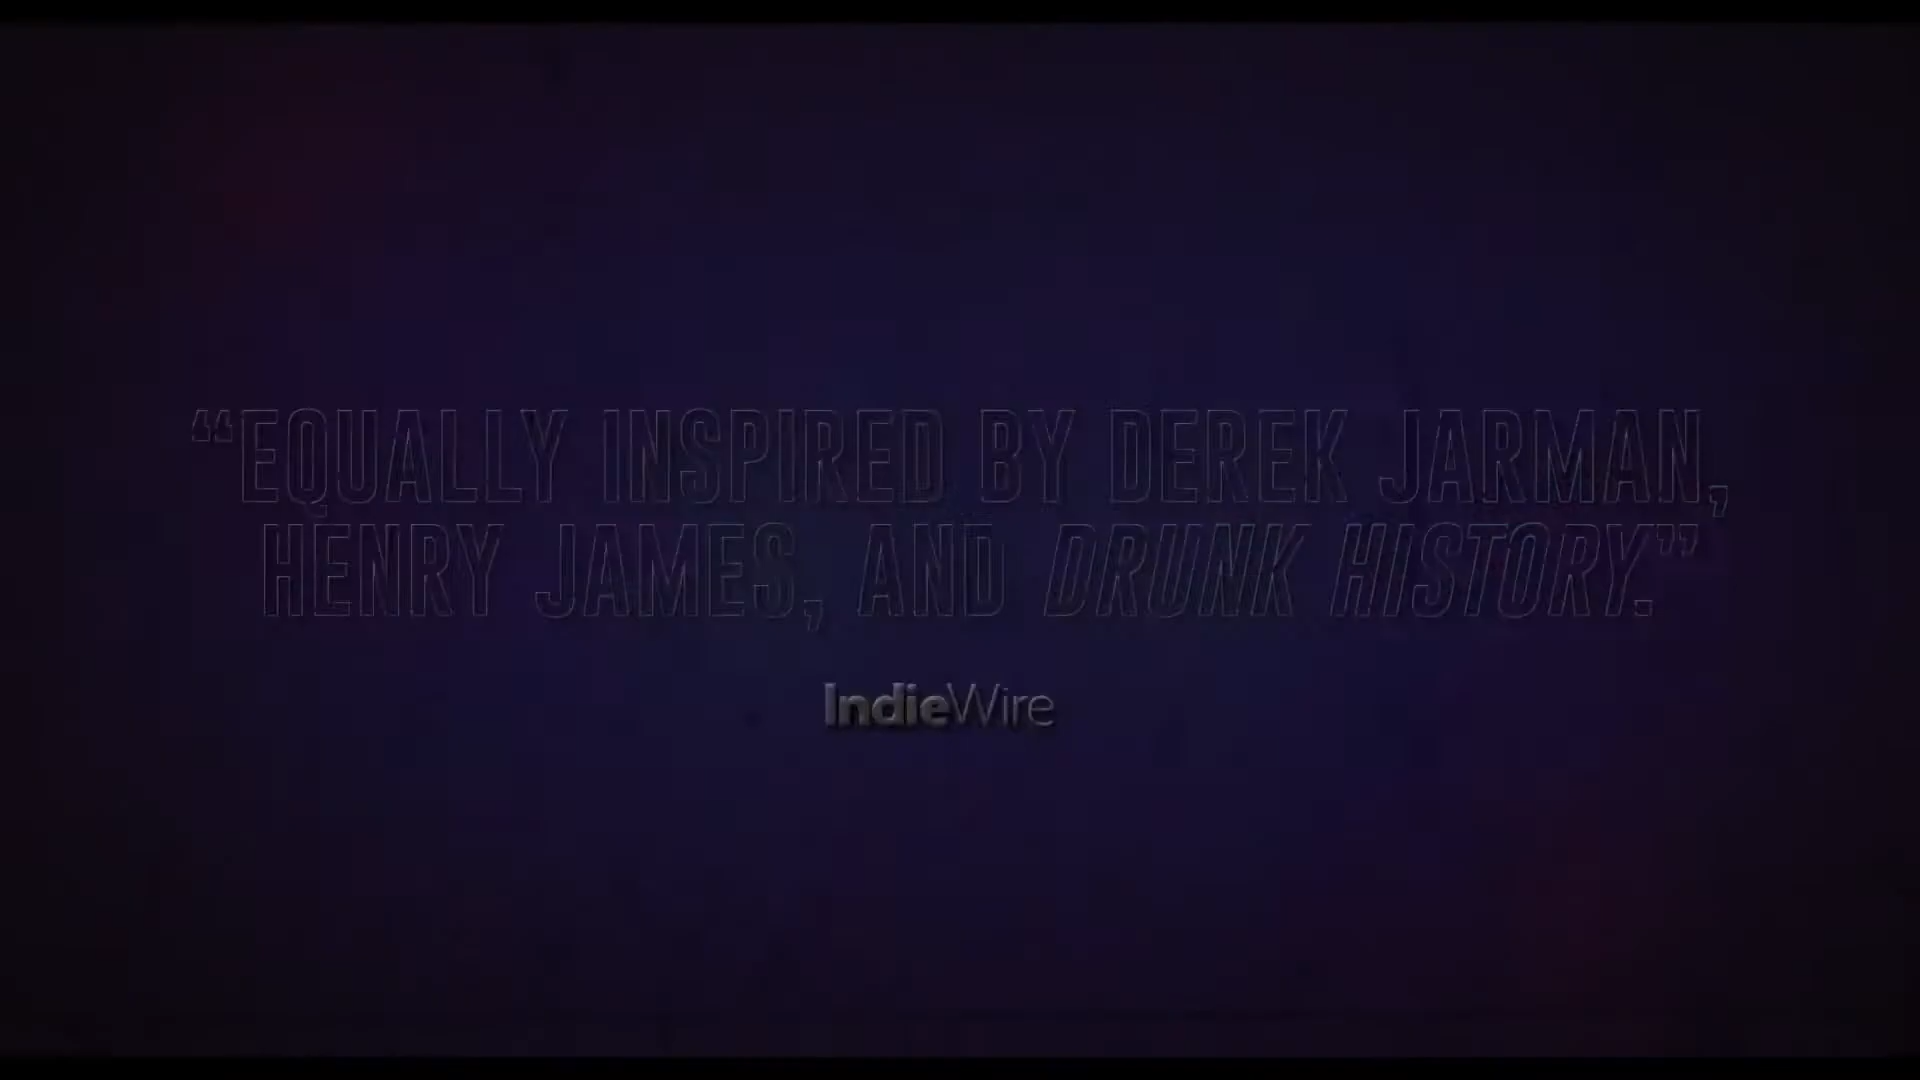 “EQUALLY INSPIRED BY DEREK JARMAN,
HENRY JAMES, AND DRUNK HISTORY.”
IndieWire